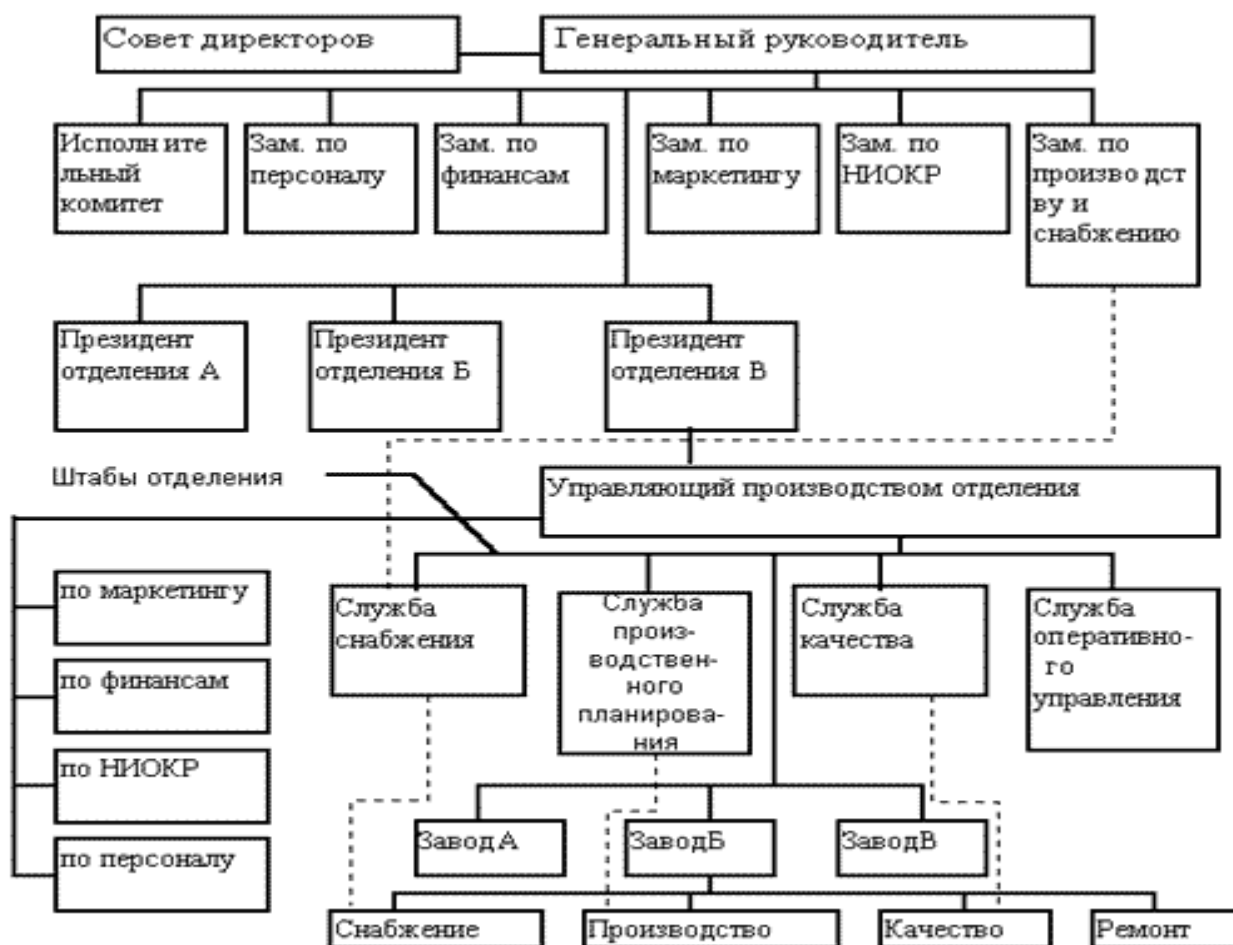 Совет директоров
Генеральный руководитель
Исполн ите
льный
комитет
Зам. по
персоналу
Зам. по
финансам
Зам. по
маркетингу
Зам. по
НИОКР
Зам. по
произво дст
ву и
снабжению
Президент
отделения А
Президент
отделения Б
Президент
отделения В
Штабы отделения
Управляющий производством отделения
по маркетингу
по финансам
по НИОКР
по персоналу
Служба
снабжения
Служба
произ-
водствен-
ного
планирова-
ния
Служба
качества
Служба
оперативно-
го
управления
Завод А
Завод Б
Завод В
Снабжение
Производство
Качество
Ремонт